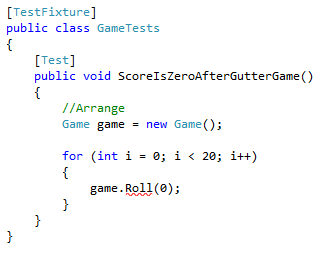 [TestFixture]
public class GameTests
{
    [Test]
    public void ScoreIsZeroAfterGutterGame()
    {
        //Arrange
        Game game = new Game();

        for (int i = 0; i < 20; i++)
        {
            game.Roll(0);
        }
    }
}